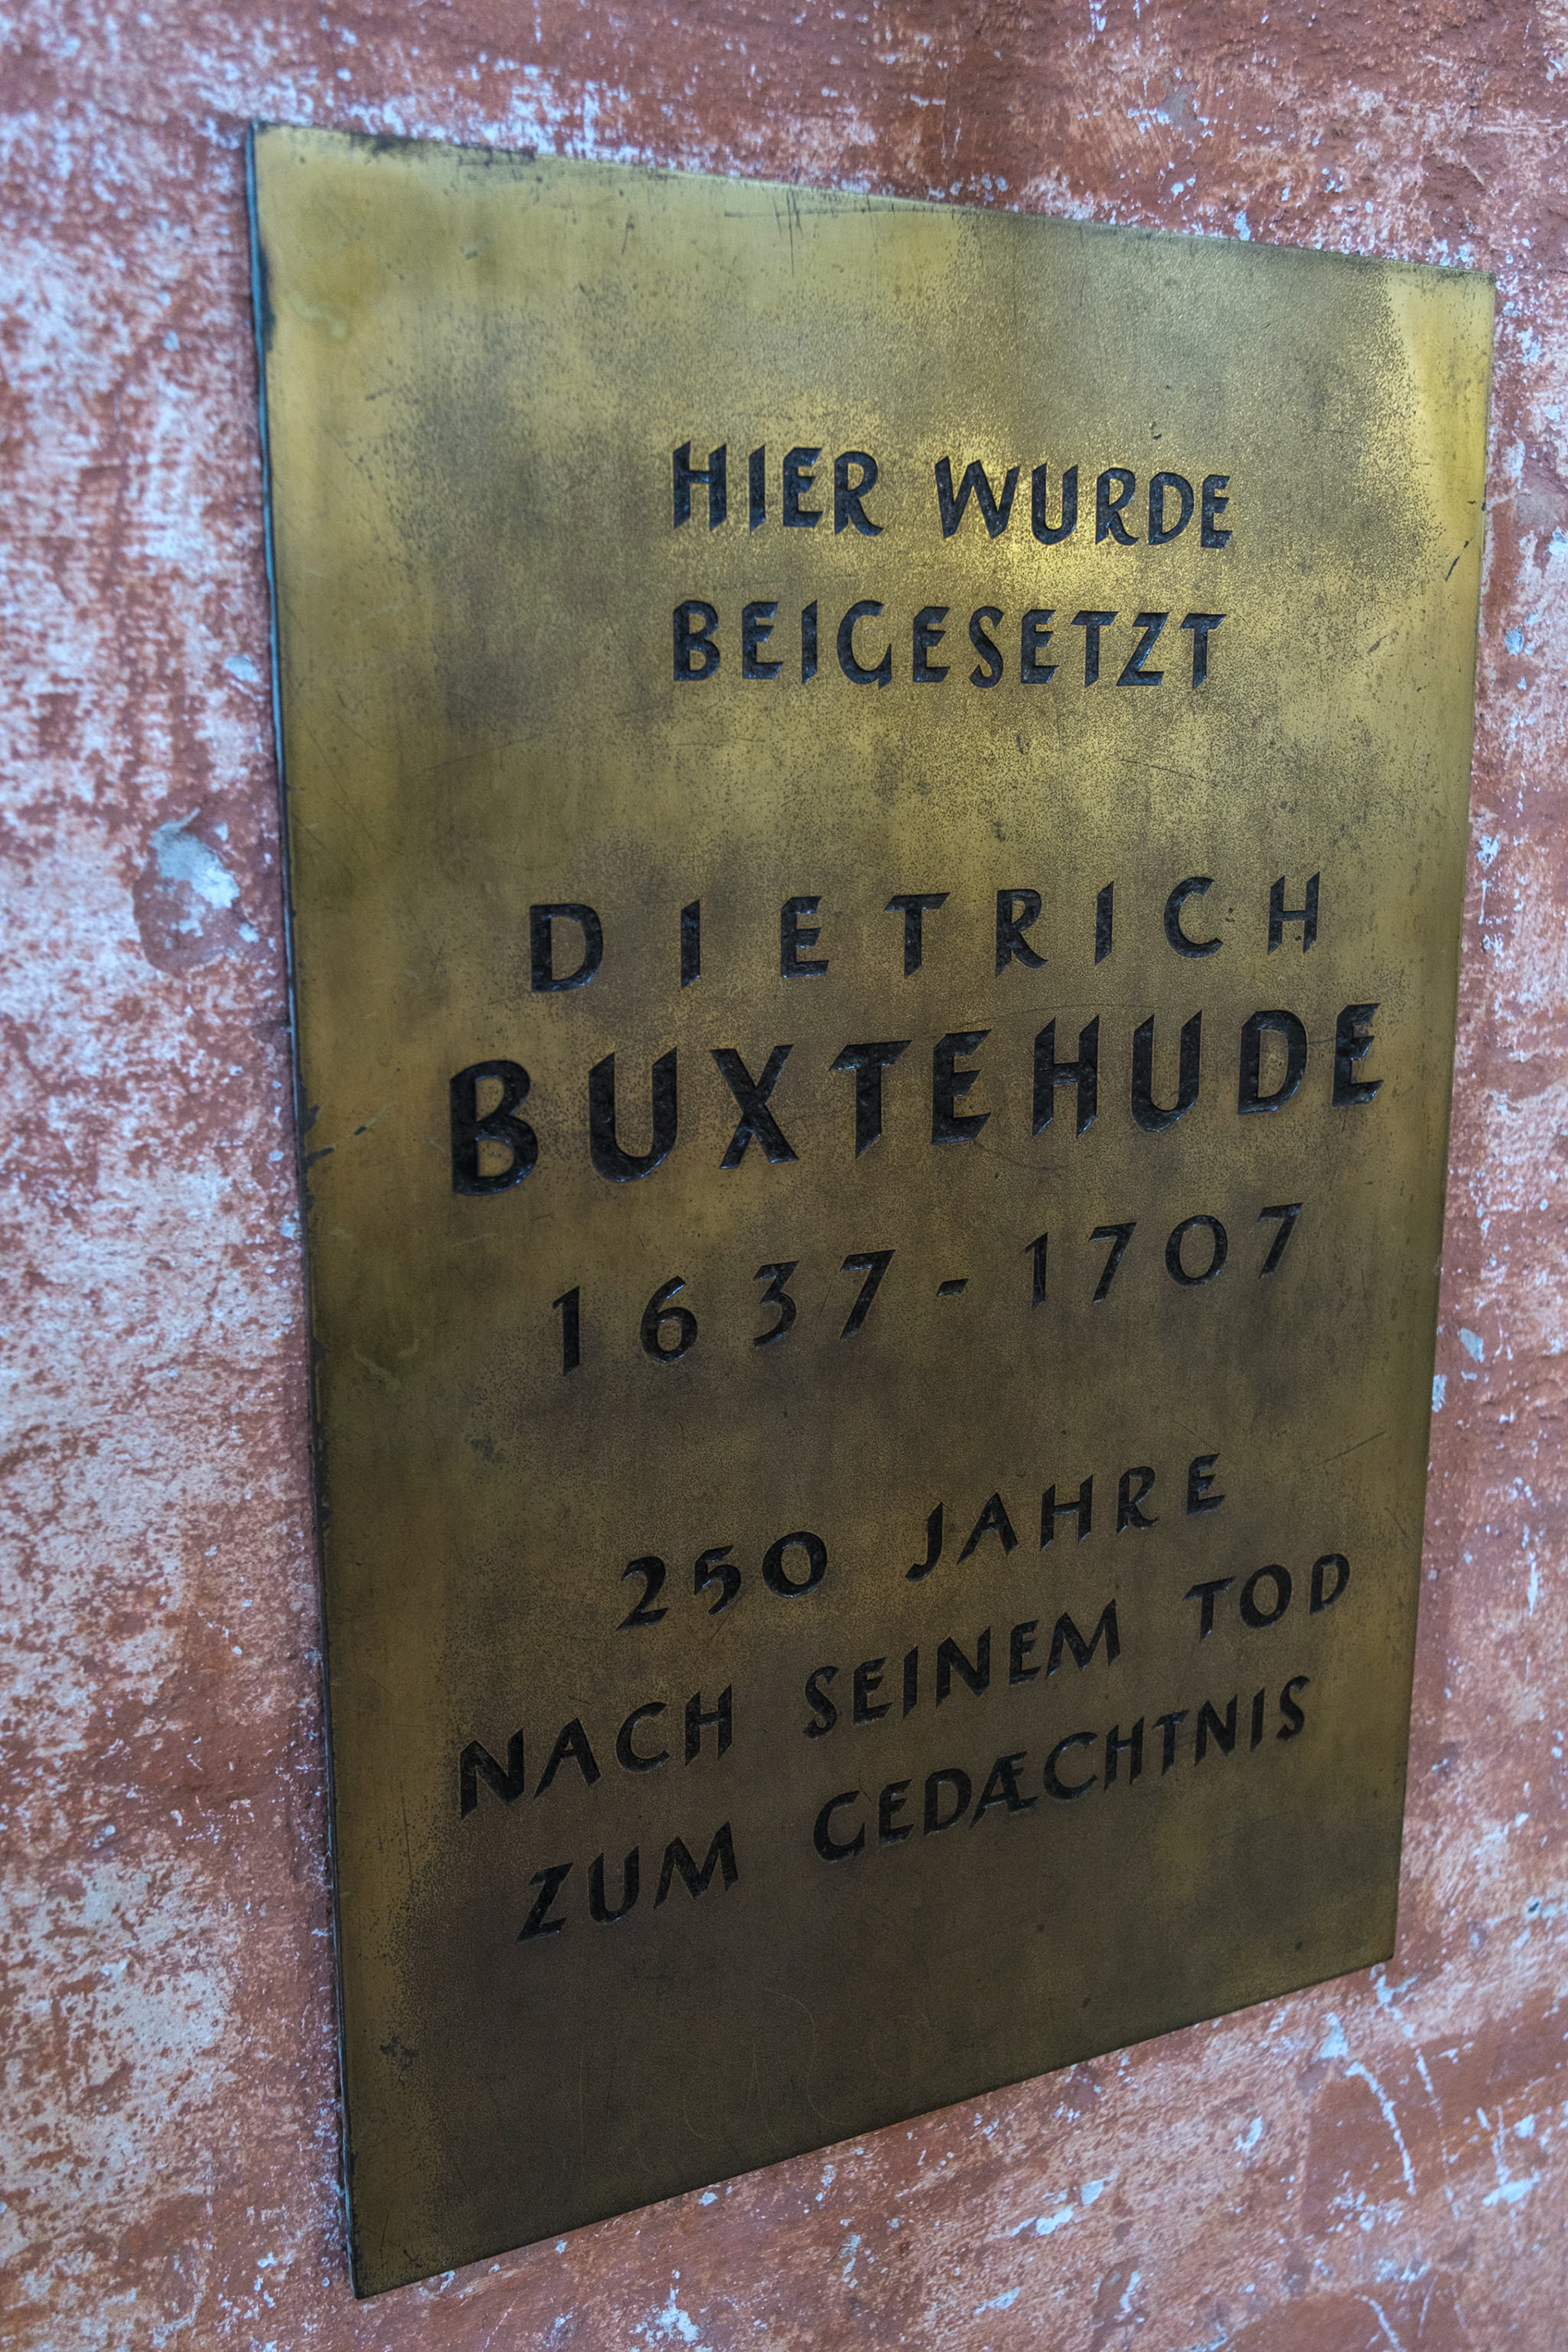 HIER WURDE
BEIGESETZT
DIETRICH
BUXTEHUDE
1637-1707
250 JAHRE
NACH SEINEM TOD
ZUM GEDÆCHTNIS